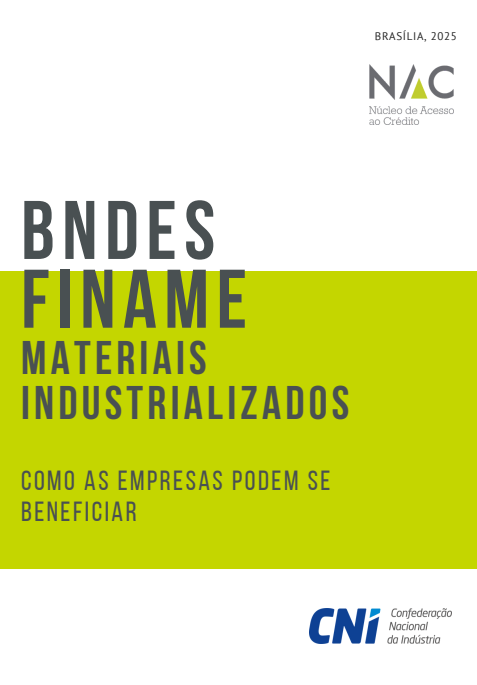 BRASÍLIA, 2025
NAC
Núcleo de Acesso
ao Crédito
BNDES
FINAME
MATERIAIS
INDUSTRIALIZADOS
COMO AS EMPRESAS PODEM SE
BENEFICIAR
CNI
Confederação
Nacional
da Indústria